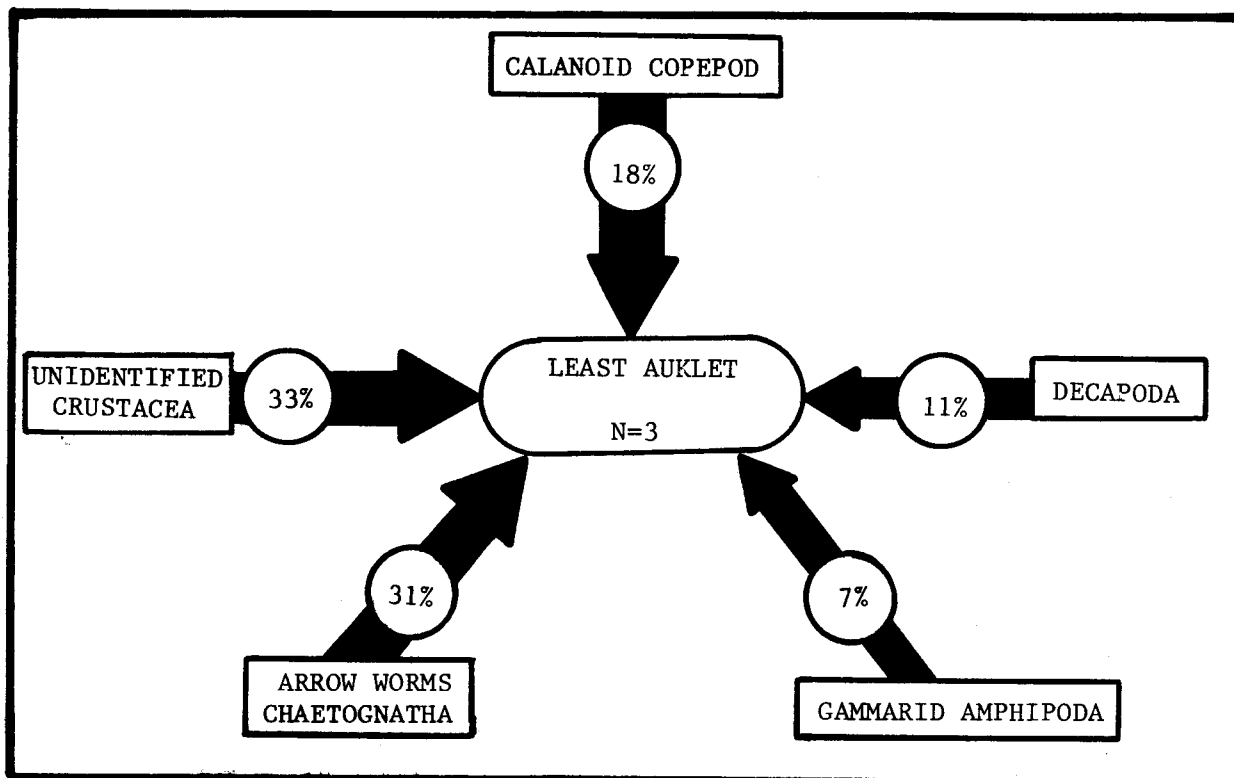 CALANOID COPEPOD
18%
UNIDENTIFIED
CRUSTACEA
33%
LEAST AUKLET
N=3
11%
DECAPODA
31%
7%
ARROW WORMS
CHAETOGNATHA
GAMMARID AMPHIPODA